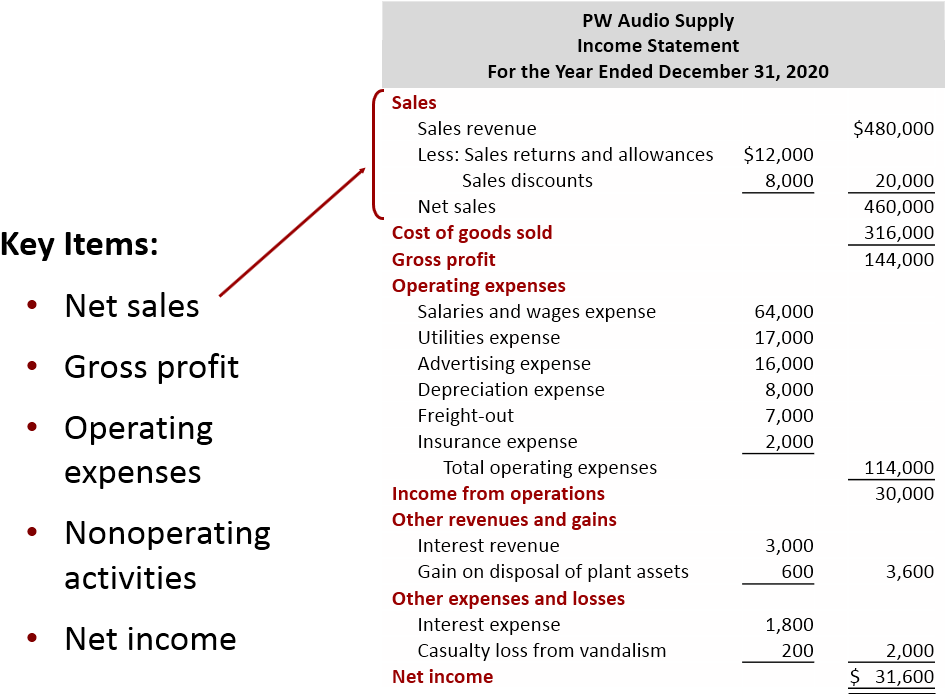 PW Audio Supply
Income Statement
For the Year Ended December 31, 2020
Sales
Sales revenue $480,000
Less: Sales returns and allowances $12,000
Sales discounts 8,000 20,000
Net sales 460,000
Cost of goods sold 316,000
Gross profit 144,000
Operating expenses
Salaries and wages expense 64,000
Utilities expense 17,000
Advertising expense 16,000
Depreciation expense 8,000
Freight-out 7,000
Insurance expense 2,000
Total operating expenses 114,000
Income from operations 30,000
Other revenues and gains
Interest revenue 3,000
Gain on disposal of plant assets 600 3,600
Other expenses and losses
Interest expense 1,800
Casualty loss from vandalism 200 2,000
Net income $ 31,600
Key Items:
• Net sales
• Gross profit
• Operating
expenses
• Nonoperating
activities
• Net income